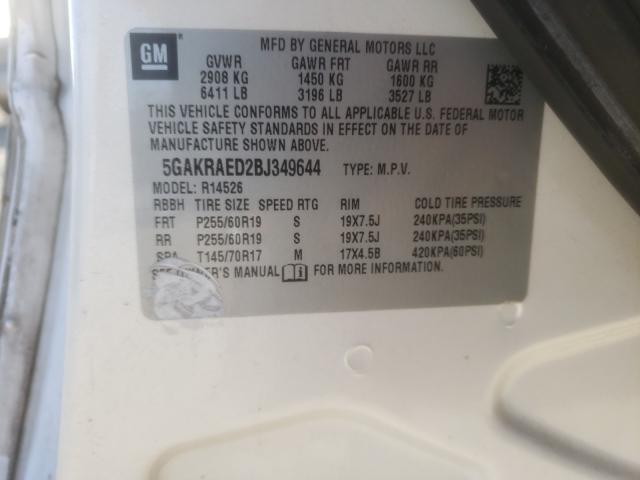 GM
MFD BY GENERAL MOTORS LLC
GVWR GAWR FRT GAWR RR
2908 KG 1450 KG 1600 KG
6411 LB 3196 LB 3527 LB
THIS VEHICLE CONFORMS TO ALL APPLICABLE U.S. FEDERAL MOTOR
VEHICLE SAFETY STANDARDS IN EFFECT ON THE DATE OF
MANUFACTURE SHOWN ABOVE.
5GAKRAED2BJ349644 TYPE: M.P.V.
MODEL: R14526
RBBH TIRE SIZE SPEED RTG RIM COLD TIRE PRESSURE
FRT P255/60R19 S 19X7.5J 240KPA(35PSI)
RR P255/60R19 S 19X7.5J 240KPA(35PSI)
SPA T145/70R17 M 17X4.5B 420KPA(60PSI)
SEE OWNER'S MANUAL FOR MORE INFORMATION.